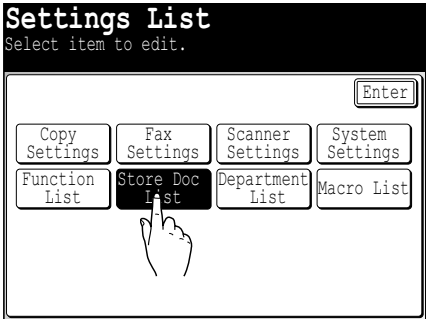 Settings List
Select item to edit.
Enter
Copy Settings
Fax Settings
Scanner Settings
System Settings
Function List
Store Doc List
Department List
Macro List